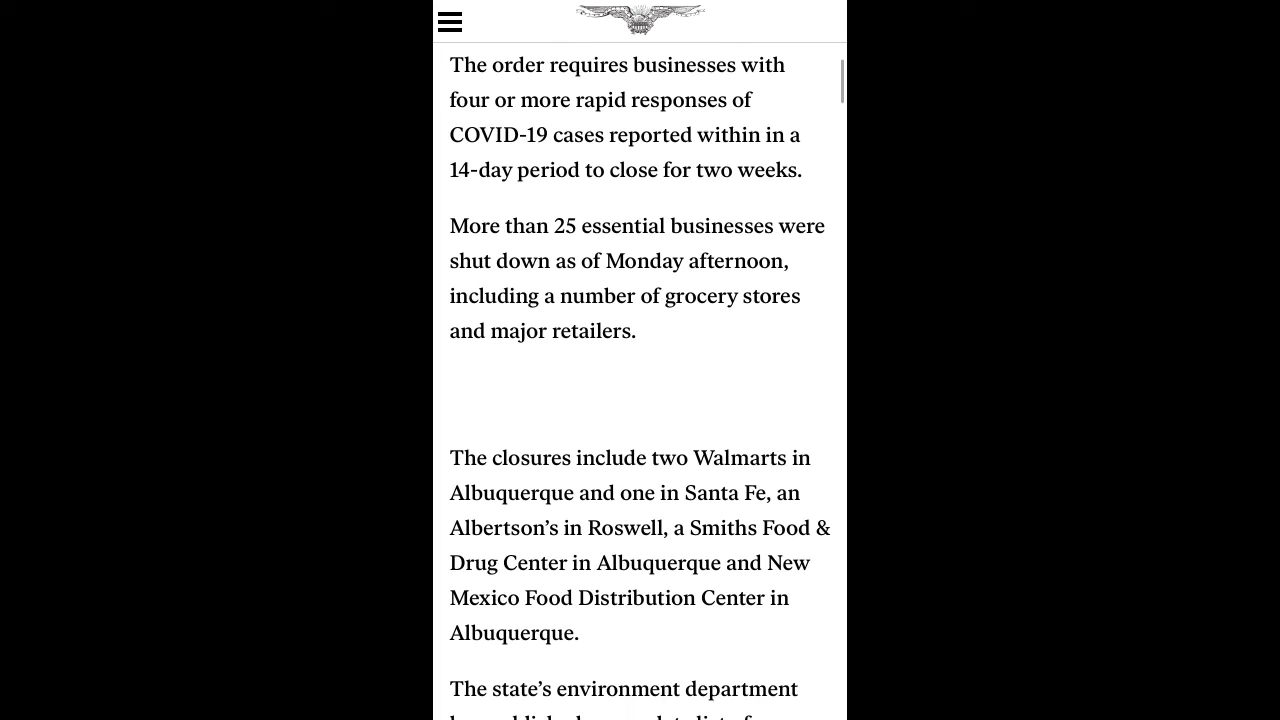 The order requires businesses with
four or more rapid responses of
COVID-19 cases reported within in a
14-day period to close for two weeks.
More than 25 essential businesses were
shut down as of Monday afternoon,
including a number of grocery stores
and major retailers.
The closures include two Walmarts in
Albuquerque and one in Santa Fe, an
Albertson’s in Roswell, a Smiths Food &
Drug Center in Albuquerque and New
Mexico Food Distribution Center in
Albuquerque.
The state’s environment department